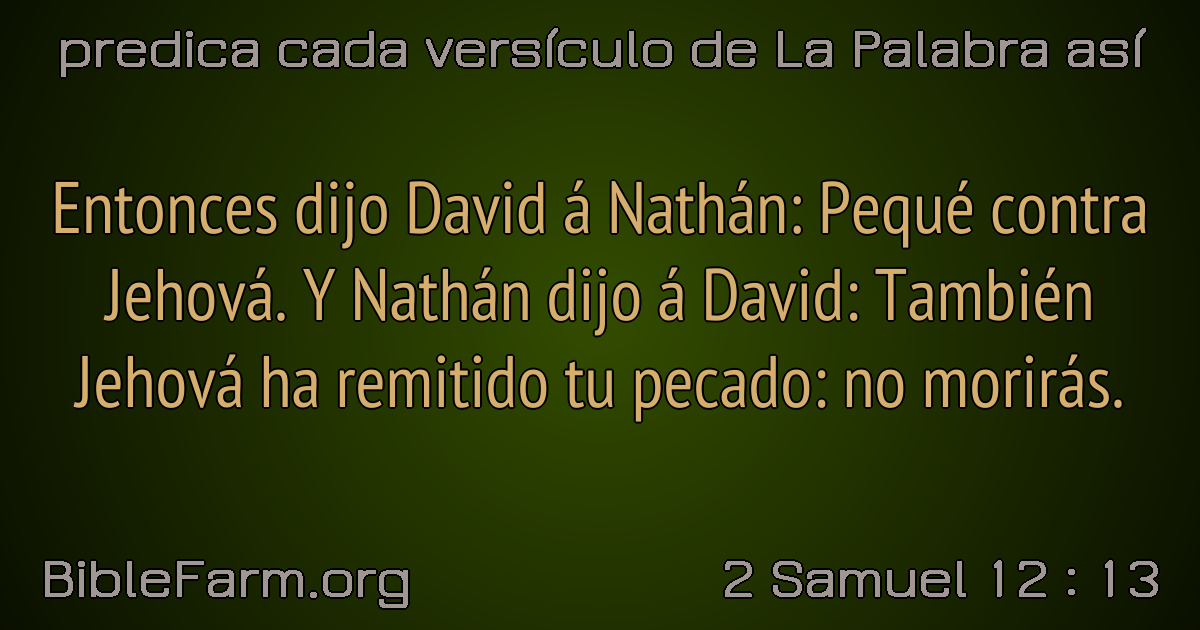 predica cada versículo de La Palabra así
Entonces dijo David á Nathán: Pequé contra
Jehová. Y Nathán dijo á David: También
Jehová ha remitido tu pecado: no morirás.
BibleFarm.org
2 Samuel 12 : 13